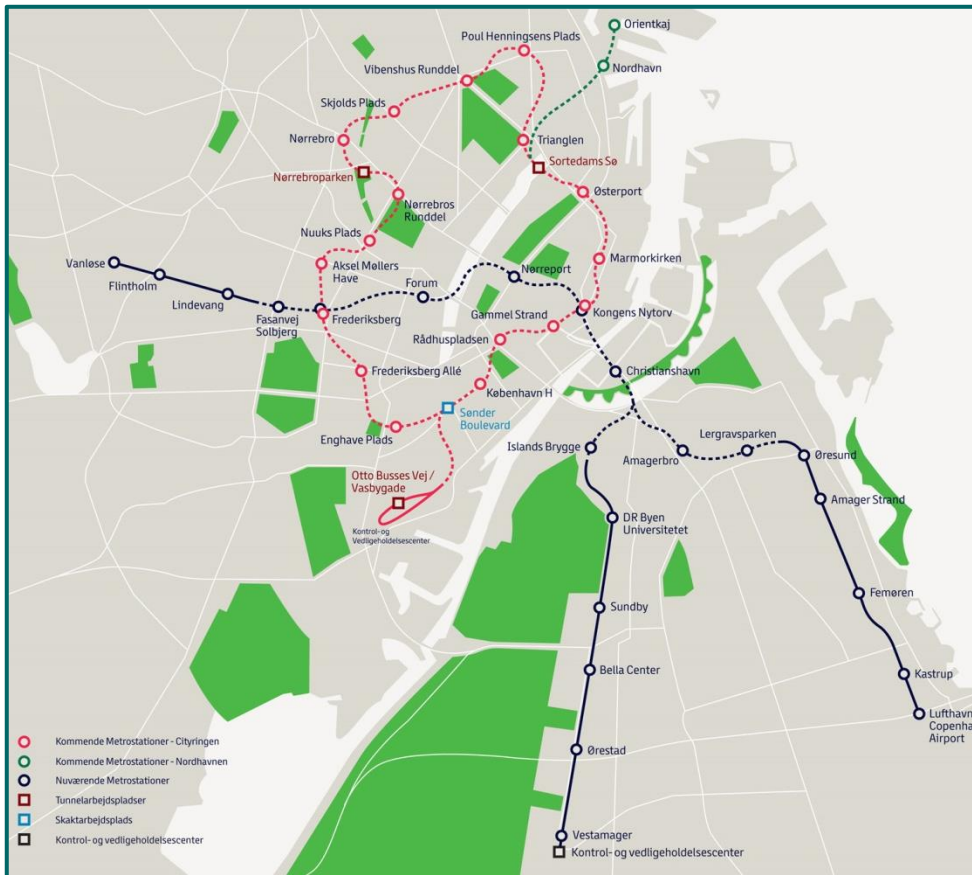 Orientkaj
Poul Henningsens Plads
Nordhavn
Vibenshus Runddel
Skjolds Plads
Nørrebro
Trianglen
Sortedams Sø
Nørrebroparken
Østerport
Nørrebros
Runddel
Nuuks Plads
Marmorkirken
Vanløse
Aksel Møllers
Have
Nørreport
Flintholm
Forum
Lindevang
Gammel Strand
Kongens Nytorv
Fasanvej
Solbjerg
Frederiksberg
Rådhuspladsen
Frederiksberg Allé
Christianshavn
København H
Sønder
Boulevard
Enghave Plads
Islands Brygge
Lergravsparken
Amagerbro
Øresund
Otto Busses Vej /
Vasbygade
Amager Strand
Kontrol- og
Vedligeholdelsescenter
DR Byen
Universitetet
Femøren
Sundby
Bella Center
Kastrup
Lufthavn
Copenha
Airport
Ørestad
Vestamager
Kontrol- og vedligeholdelsescenter
Kommende Metrostationer - Cityringen
Kommende Metrostationer - Nordhavnen
Nuværende Metrostationer
Tunnelarbejdspladser
Skaktarbejdsplads
Kontrol- og vedligeholdelsescenter